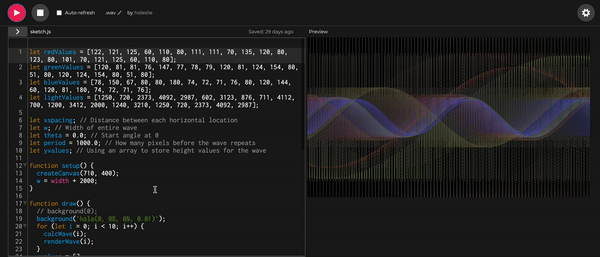 Auto-refresh .wav by holeslie
sketch.js Saved: 29 days ago Preview
1 let redValues = [122, 121, 125, 60, 110, 80, 111, 111, 70, 135, 120, 80,
123, 80, 101, 70, 121, 125, 60, 110, 80];
2 let greenValues = [120, 81, 81, 76, 147, 77, 78, 79, 120, 81, 124, 154, 80,
51, 80, 120, 124, 154, 80, 51, 80];
3 let blueValues = [78, 150, 67, 80, 80, 180, 74, 72, 71, 76, 80, 120, 144,
60, 120, 81, 180, 74, 72, 71, 76];
4 let lightValues = [1250, 720, 2373, 4092, 2987, 602, 3123, 876, 711, 4112,
700, 1200, 3412, 2000, 1240, 3210, 1250, 720, 2373, 4092, 2987];
5
6 let xspacing; // Distance between each horizontal location
7 let w; // Width of entire wave
8 let theta = 0.0; // Start angle at 0
9 let period = 1000.0; // How many pixels before the wave repeats
10 let yvalues; // Using an array to store height values for the wave
11
12 function setup() {
13 createCanvas(710, 400);
14 w = width + 2000;
15 }
16
17 function draw() {
18 // background(0);
19 background('hsla(0, 0%, 0%, 0.01)');
20 for (let i = 0; i < 10; i++) {
21 calcWave(i);
22 renderWave(i);
23 }